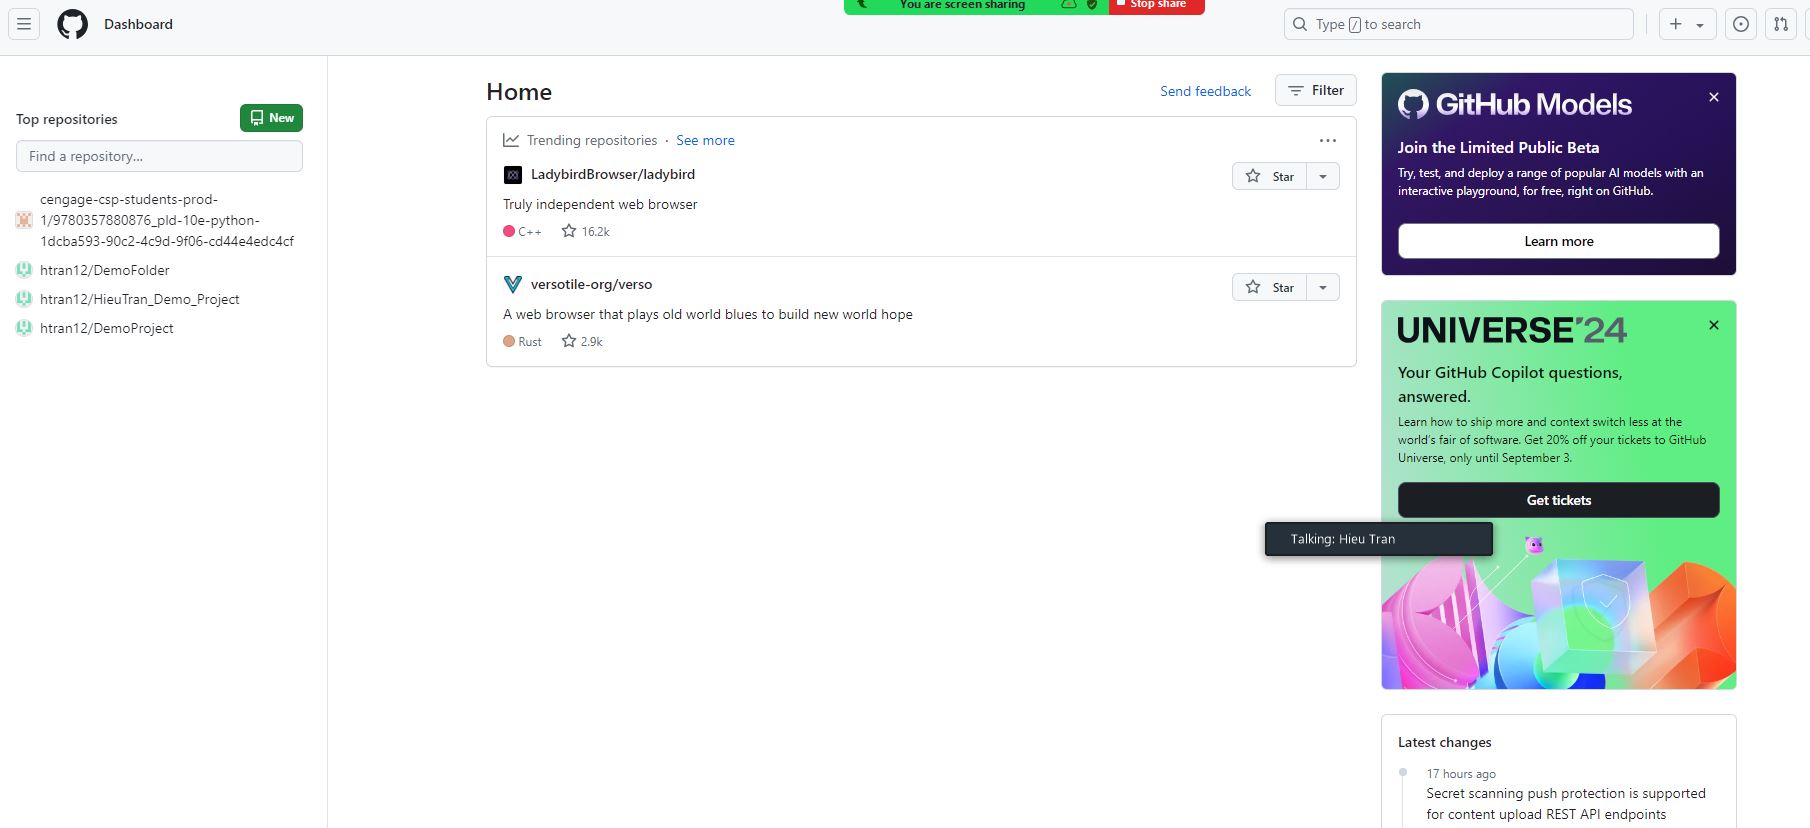 You are screen sharing
Stop share
Dashboard
Type / to search
Top repositories
New
Find a repository...
cengage-csp-students-prod-
1/9780357880876_pld-10e-python-
1dcba593-90c2-4c9d-9f06-cd44e4edc4cf
htran12/DemoFolder
htran12/HieuTran_Demo_Project
htran12/DemoProject
Home
Send feedback
Filter
Trending repositories · See more
LadybirdBrowser/ladybird
Star
Truly independent web browser
C++ 16.2k
versotile-org/verso
Star
A web browser that plays old world blues to build new world hope
Rust 2.9k
GitHub Models
Join the Limited Public Beta
Try, test, and deploy a range of popular AI models with an
interactive playground, for free, right on GitHub.
Learn more
UNIVERSE'24
Your GitHub Copilot questions,
answered.
Learn how to ship more and context switch less at the
world's fair of software. Get 20% off your tickets to GitHub
Universe, only until September 3.
Get tickets
Talking: Hieu Tran
Latest changes
17 hours ago
Secret scanning push protection is supported
for content upload REST API endpoints